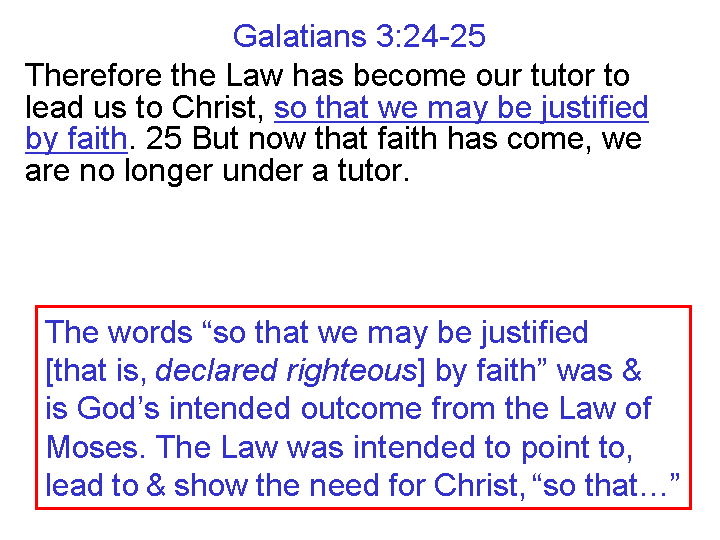 Galatians 3:24-25
Therefore the Law has become our tutor to
lead us to Christ, so that we may be justified
by faith. 25 But now that faith has come, we
are no longer under a tutor.
The words “so that we may be justified
[that is, declared righteous] by faith” was &
is God’s intended outcome from the Law of
Moses. The Law was intended to point to,
lead to & show the need for Christ, “so that…”